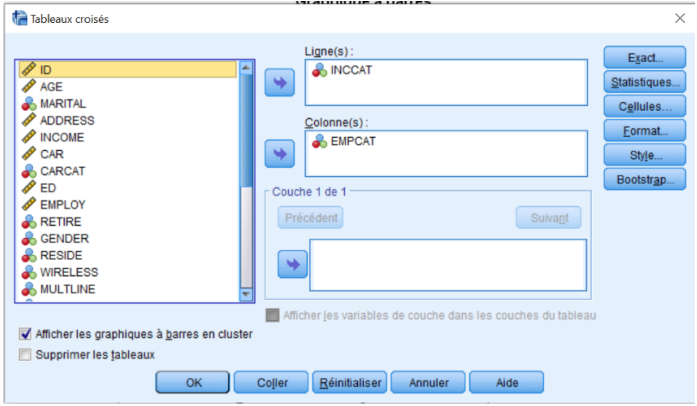 Graphique à barres
Tableaux croisés
ID
AGE
MARITAL
ADDRESS
INCOME
CAR
CARCAT
ED
EMPLOY
RETIRE
GENDER
RESIDE
WIRELESS
MULTLINE
Ligne(s) :
INCCAT
Colonne(s) :
EMPCAT
Couche 1 de 1
Précédent
Suivant
Afficher les variables de couche dans les couches du tableau
Exact...
Statistiques...
Cellules...
Format...
Style...
Bootstrap...
Afficher les graphiques à barres en cluster
Supprimer les tableaux
OK
Coller
Réinitialiser
Annuler
Aide